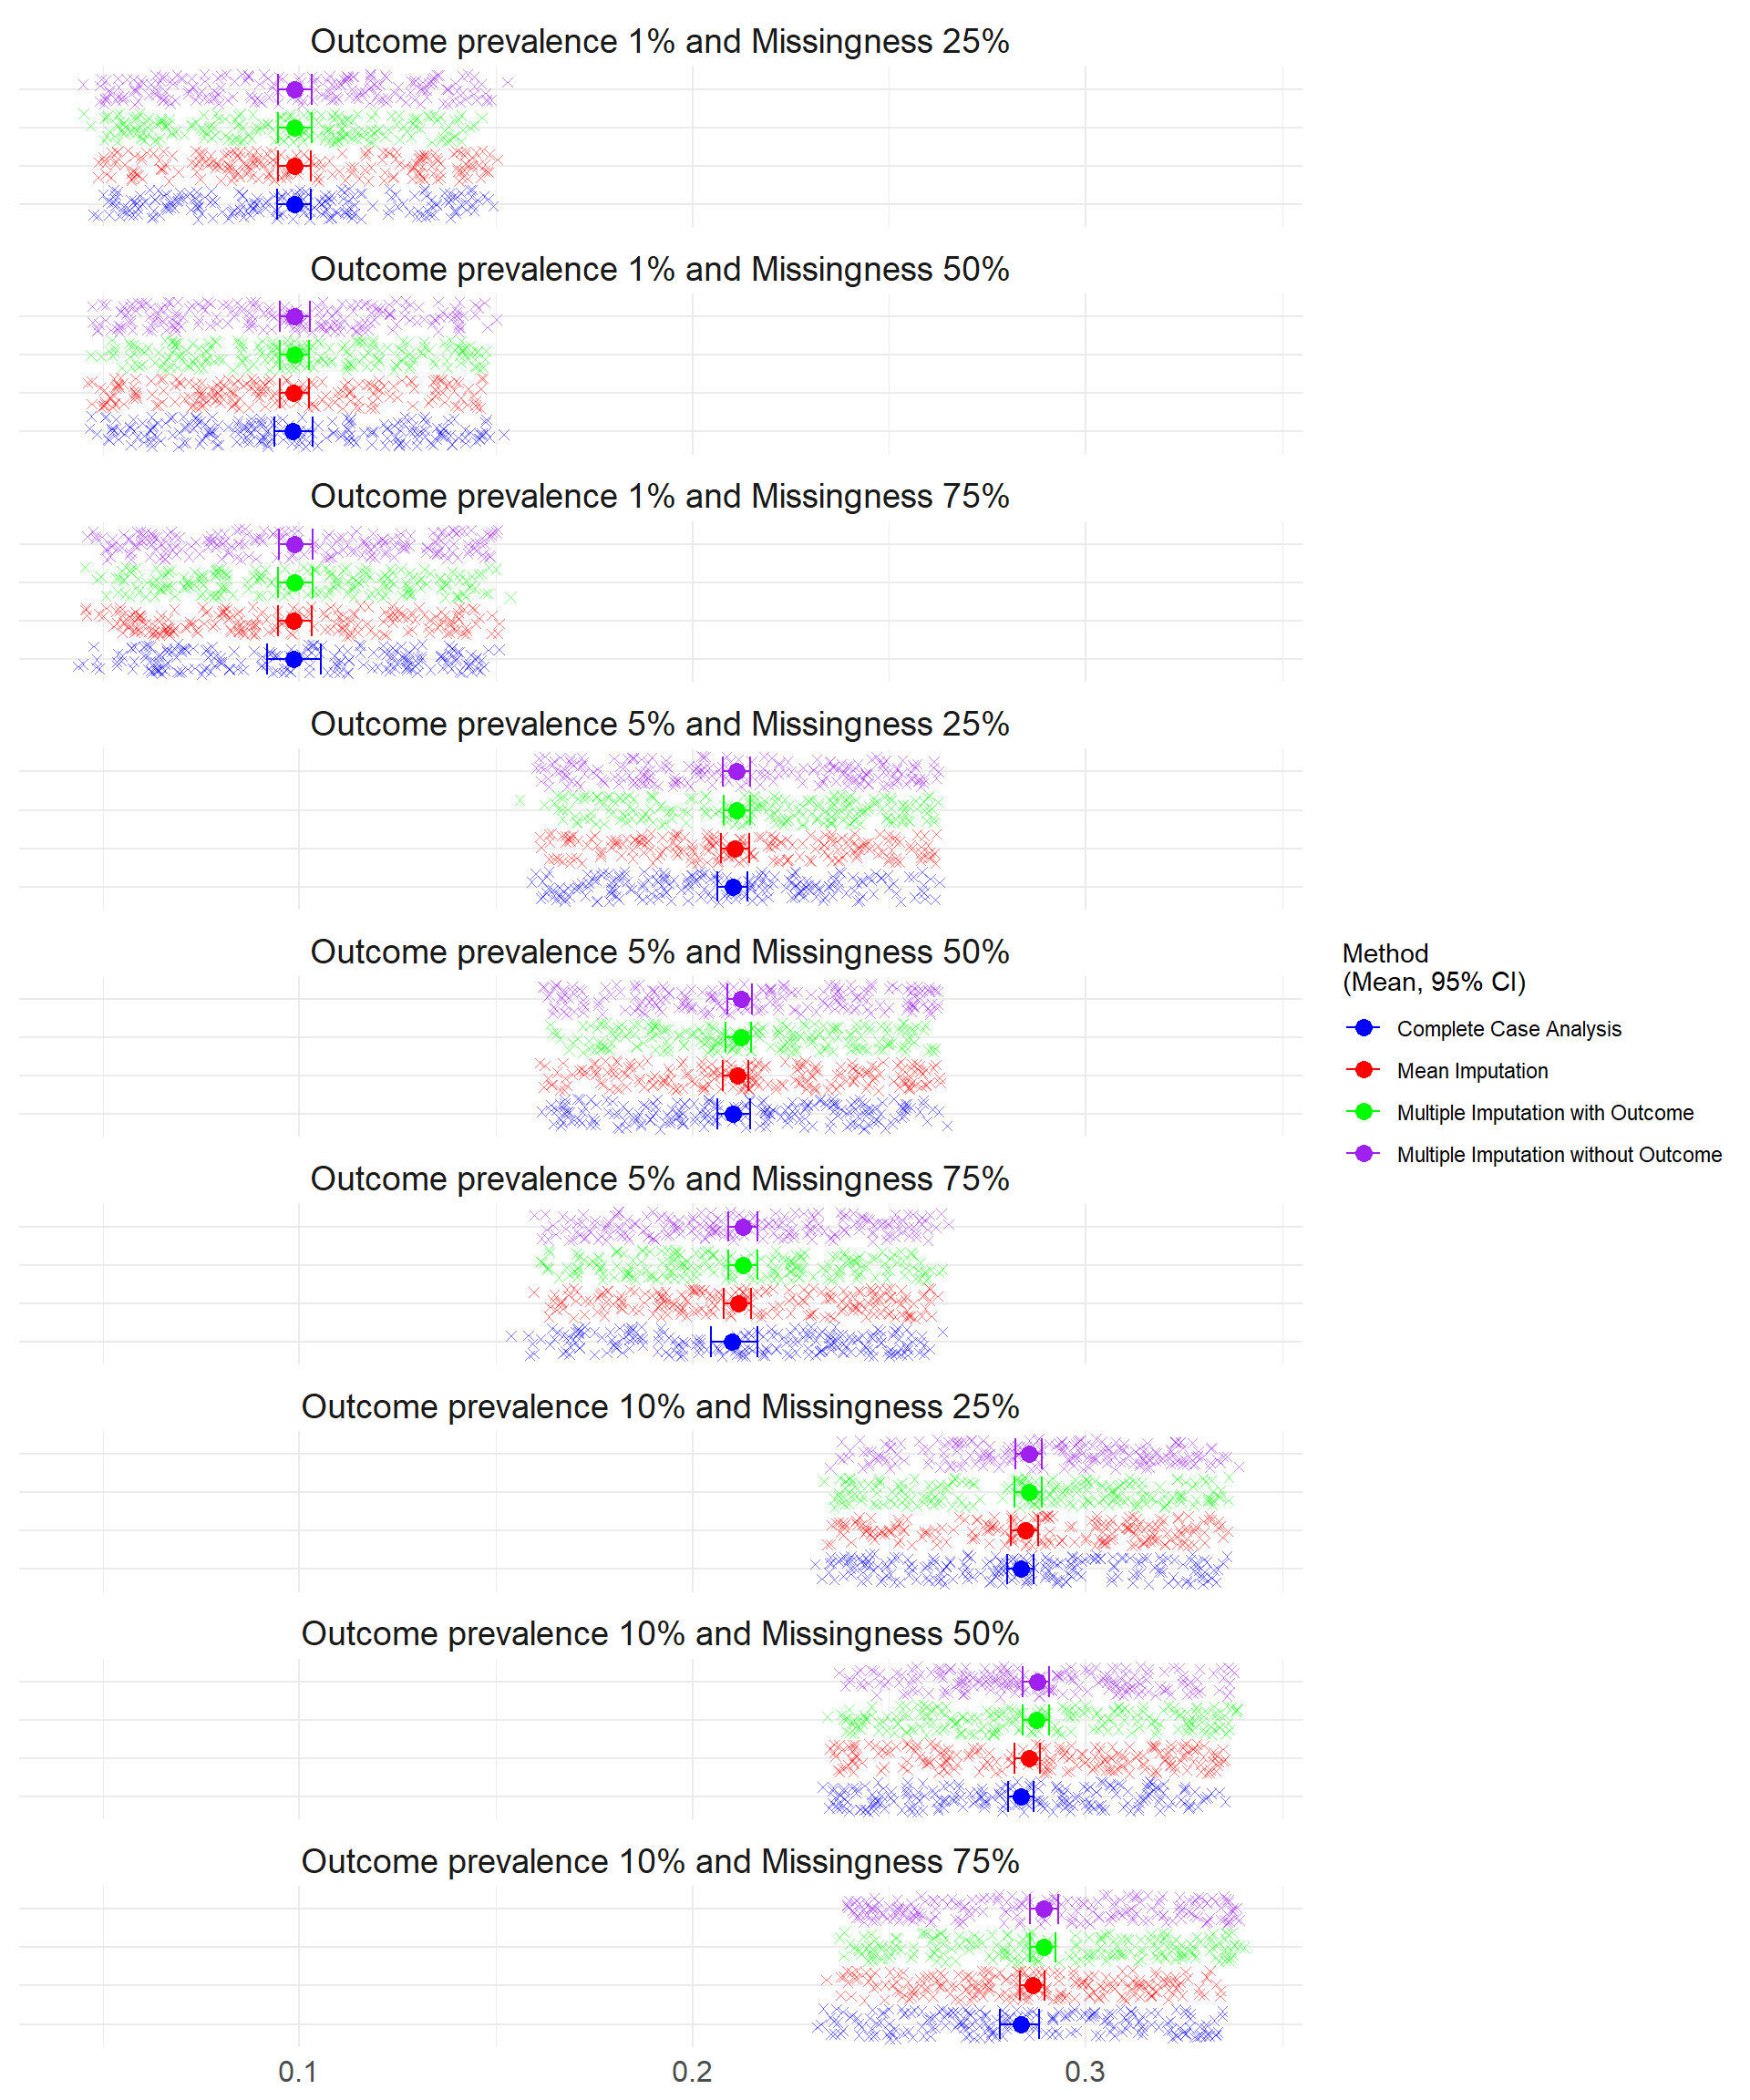 Outcome prevalence 1% and Missingness 25%
Outcome prevalence 1% and Missingness 50%
Outcome prevalence 1% and Missingness 75%
Outcome prevalence 5% and Missingness 25%
Outcome prevalence 5% and Missingness 50%
Outcome prevalence 5% and Missingness 75%
Outcome prevalence 10% and Missingness 25%
Outcome prevalence 10% and Missingness 50%
Outcome prevalence 10% and Missingness 75%
0.1 0.2 0.3
Method
(Mean, 95% CI)
Complete Case Analysis
Mean Imputation
Multiple Imputation with Outcome
Multiple Imputation without Outcome